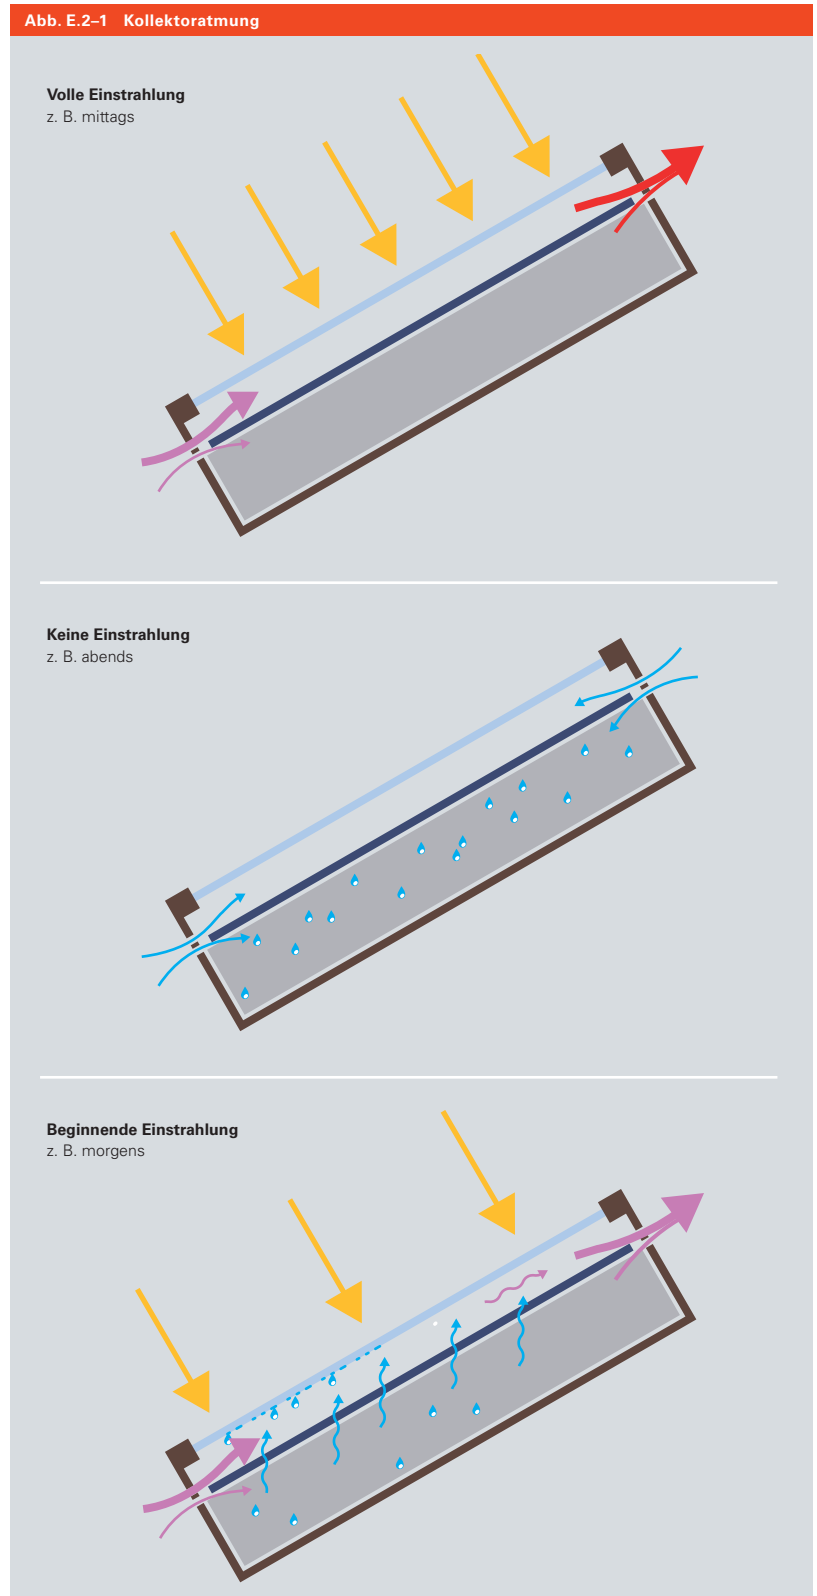 Abb. E.2–1 Kollektoratmung
Volle Einstrahlung
z. B. mittags
Keine Einstrahlung
z. B. abends
Beginnende Einstrahlung
z. B. morgens